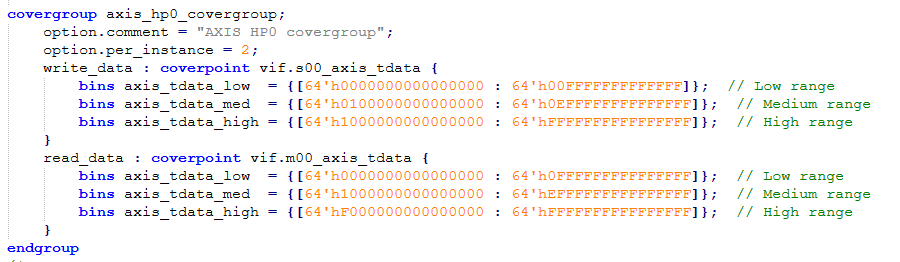 covergroup axis_hp0_covergroup;
option.comment = "AXIS HP0 covergroup";
option.per_instance = 2;
write_data : coverpoint vif.s00_axis_tdata {
bins axis_tdata_low  = {[64'h0000000000000000 : 64'h00FFFFFFFFFFFFF]};  // Low range
bins axis_tdata_med  = {[64'h0100000000000000 : 64'h0EFFFFFFFFFFFFFF]};  // Medium range
bins axis_tdata_high = {[64'h1000000000000000 : 64'hFFFFFFFFFFFFFFFF]};  // High range
}
read_data : coverpoint vif.m00_axis_tdata {
bins axis_tdata_low  = {[64'h0000000000000000 : 64'h0FFFFFFFFFFFFFFF]};  // Low range
bins axis_tdata_med  = {[64'h1000000000000000 : 64'hEFFFFFFFFFFFFFFF]};  // Medium range
bins axis_tdata_high = {[64'hF000000000000000 : 64'hFFFFFFFFFFFFFFFF]};  // High range
}
endgroup